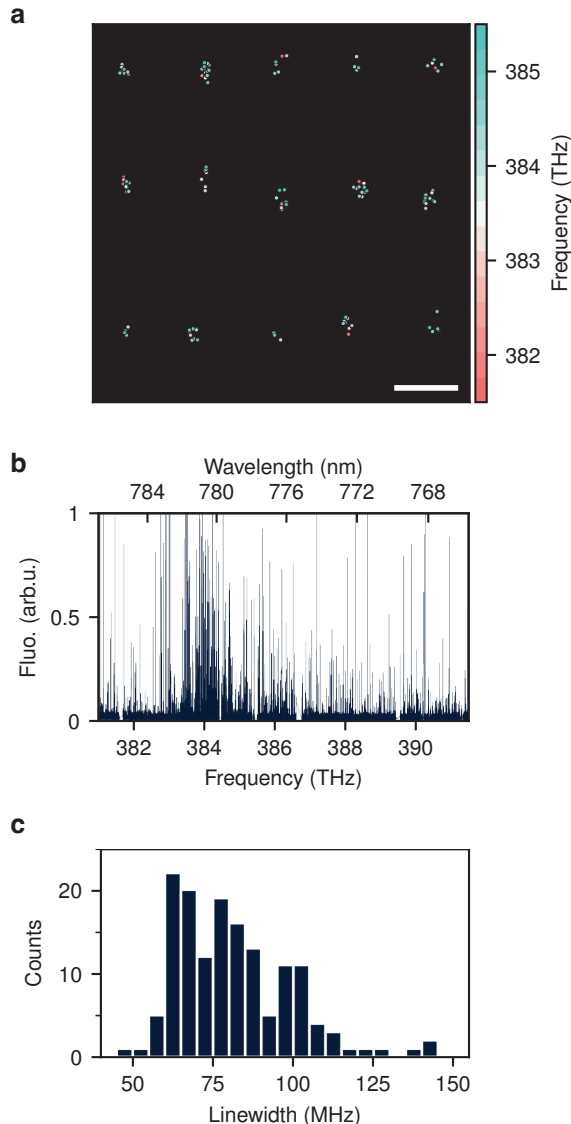 a
385
384
383
382
Frequency (THz)
b
Wavelength (nm)
784 780 776 772 768
1
0.5
0
Fluo. (arb.u.)
382 384 386 388 390
Frequency (THz)
c
20
10
0
Counts
50 75 100 125 150
Linewidth (MHz)